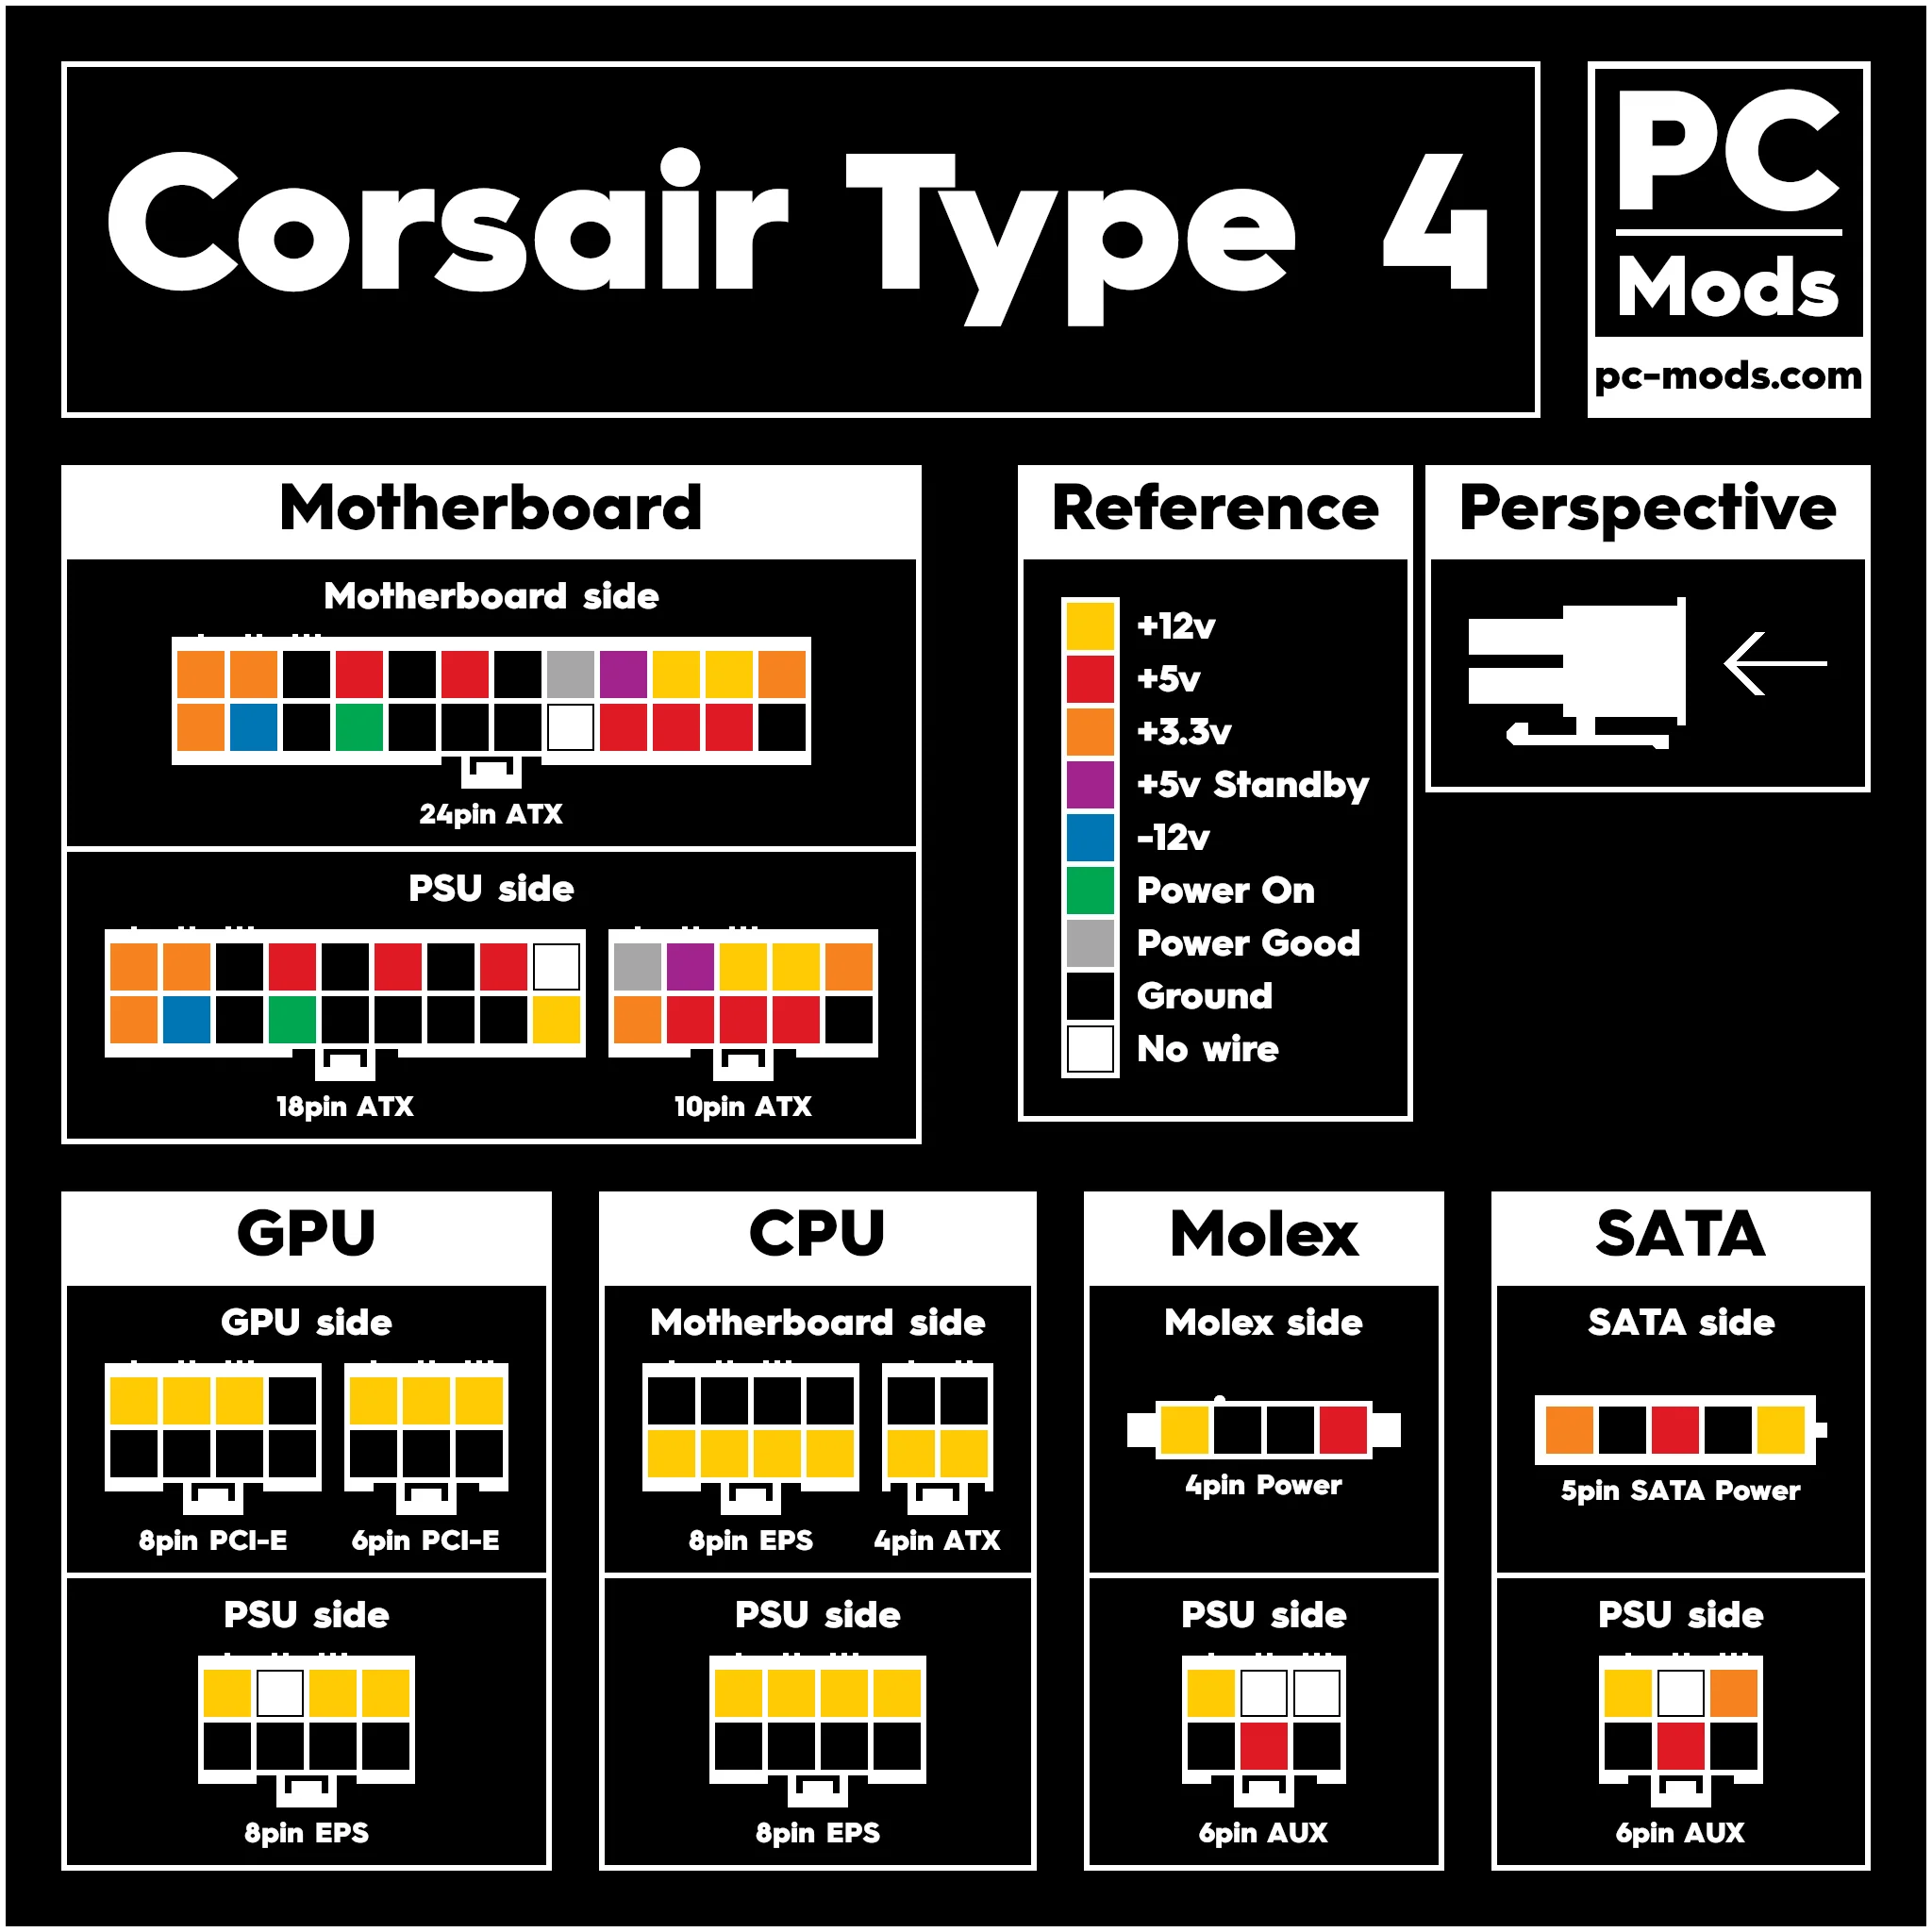 Corsair Type 4
PC
Mods
pc-mods.com
Motherboard
Motherboard side
24pin ATX
PSU side
18pin ATX
10pin ATX
Reference
+12v
+5v
+3.3v
+5v Standby
-12v
Power On
Power Good
Ground
No wire
Perspective
GPU
GPU side
8pin PCI-E
6pin PCI-E
PSU side
8pin EPS
CPU
Motherboard side
8pin EPS
4pin ATX
PSU side
8pin EPS
Molex
Molex side
4pin Power
PSU side
6pin AUX
SATA
SATA side
5pin SATA Power
PSU side
6pin AUX